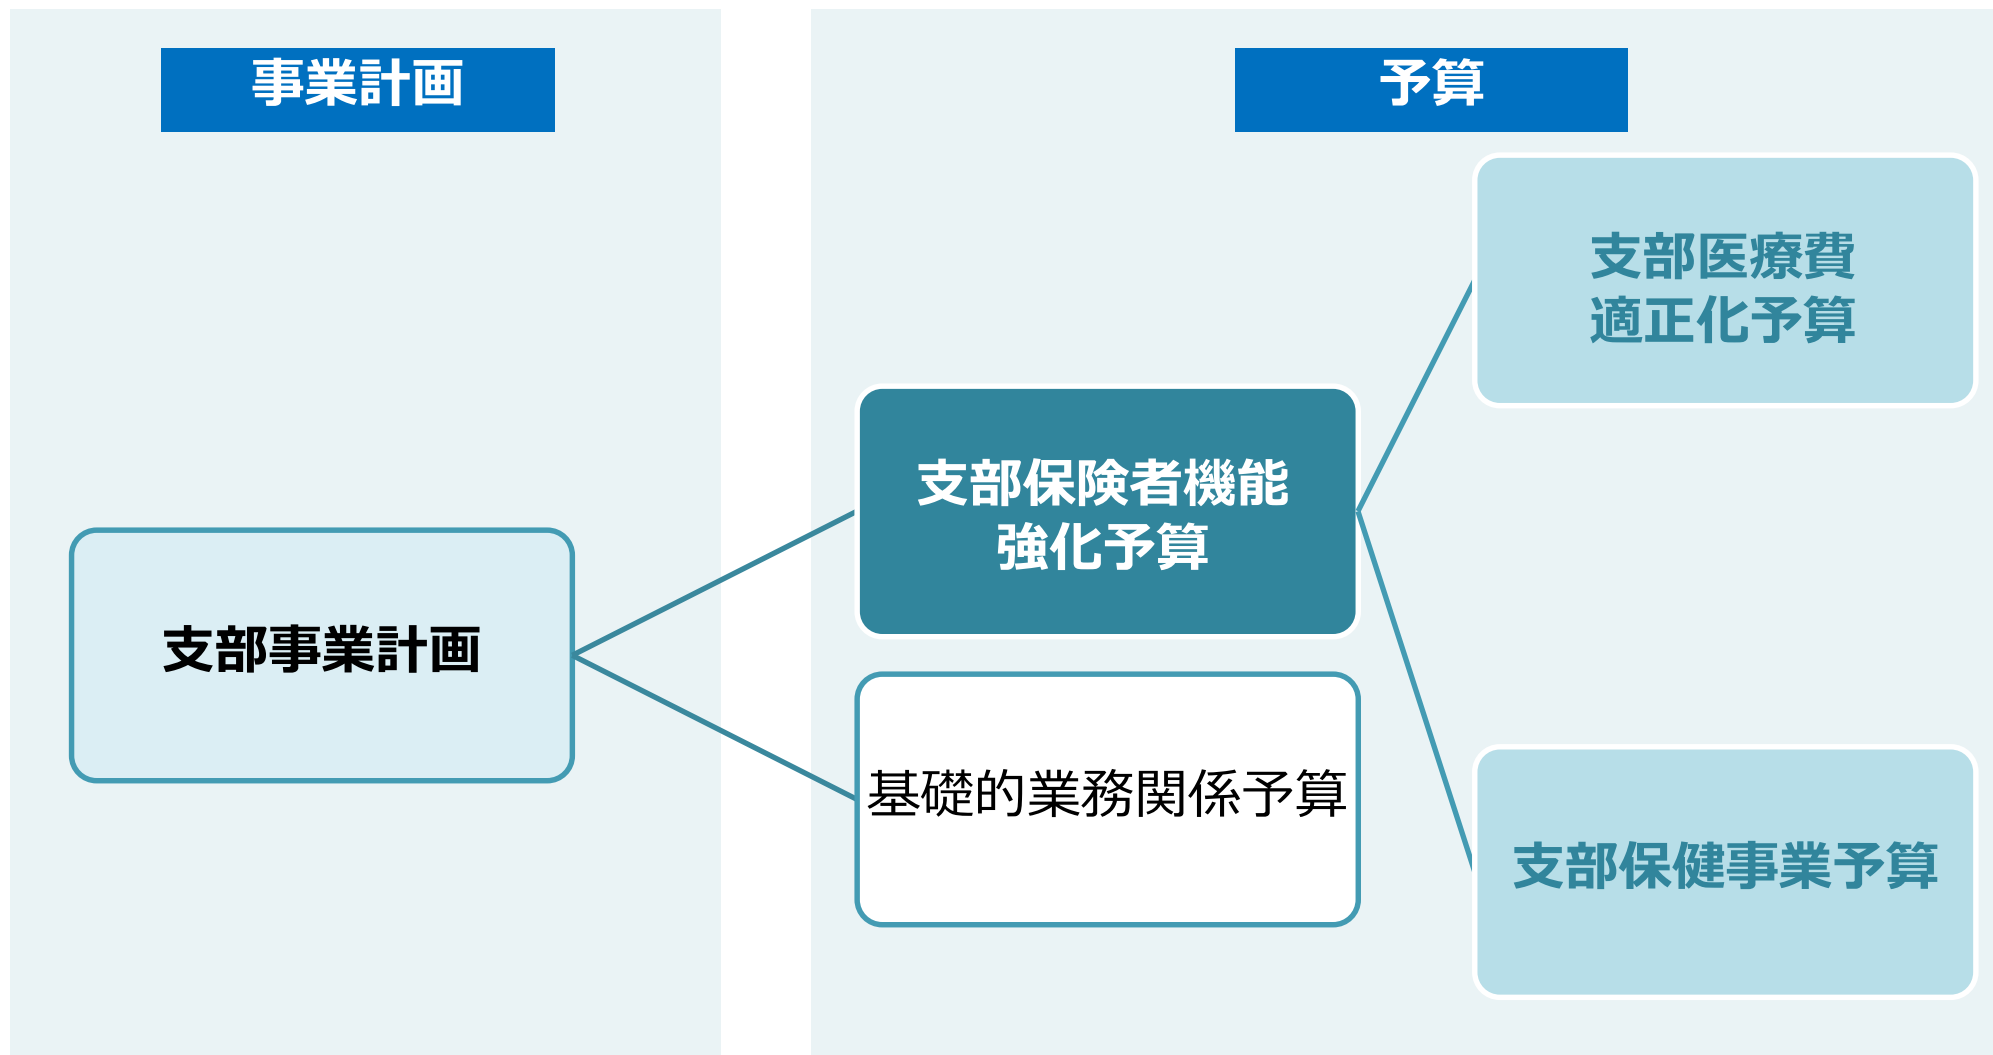 事業計画
予算
支部医療費
適正化予算
支部保険者機能
強化予算
支部事業計画
基礎的業務関係予算
支部保健事業予算